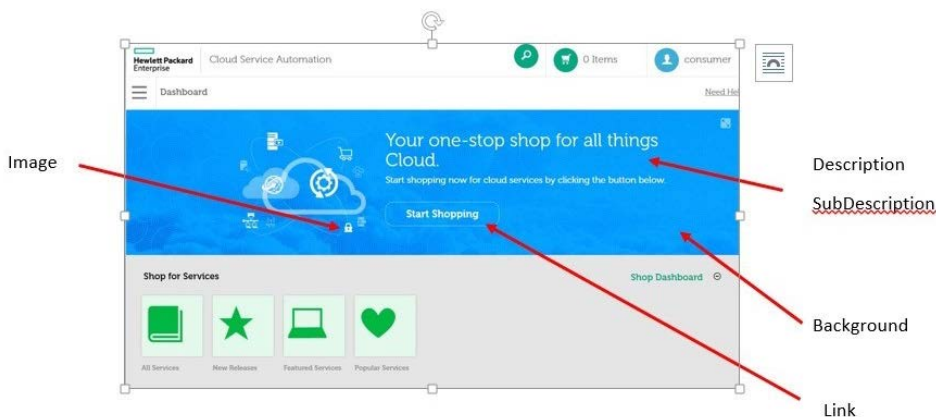 Hewlett Packard
Enterprise
Cloud Service Automation
0 Items
consumer
Dashboard
Need Hel
Your one-stop shop for all things
Cloud.
Start shopping now for cloud services by clicking the button below.
Start Shopping
Image
Description
SubDescription
Shop for Services
Shop Dashboard
Background
All Services
New Releases
Featured Services
Popular Services
Link